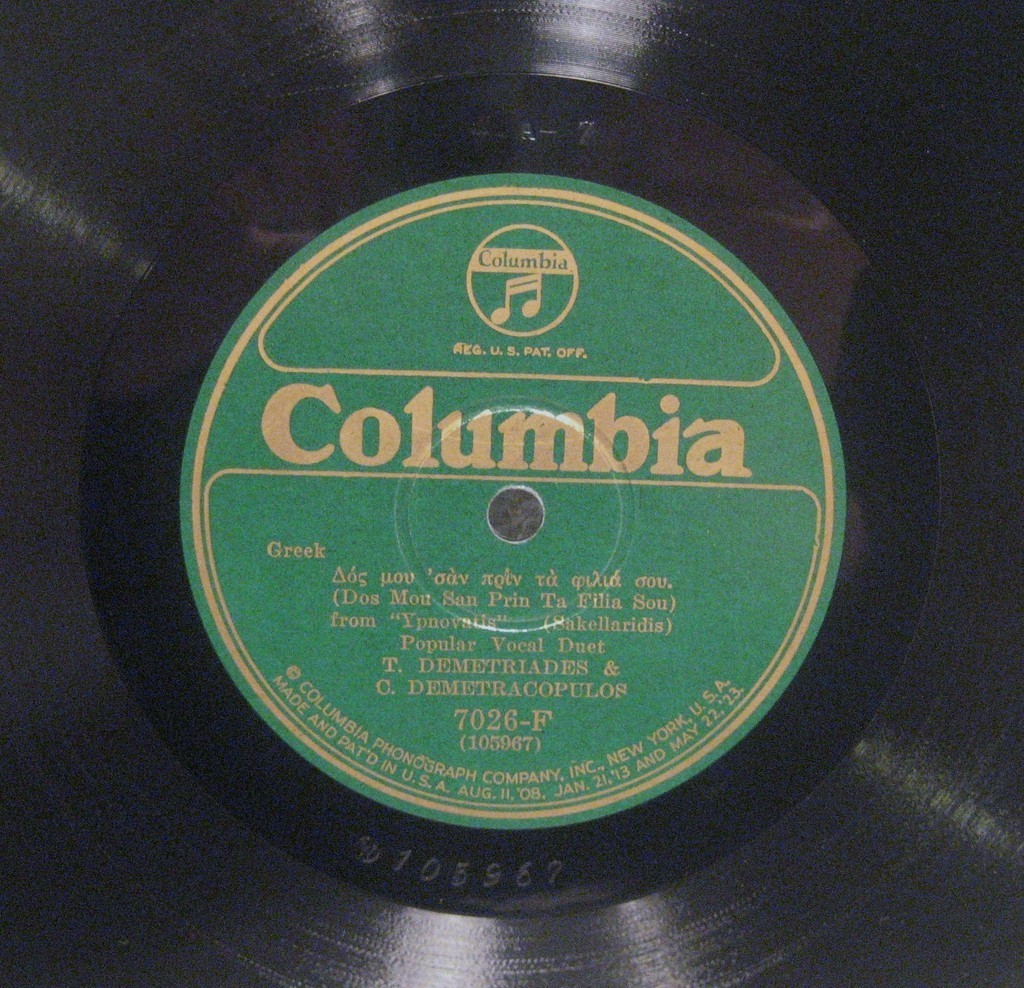 A-7
Columbia
REG. U. S. PAT. OFF.
Columbia
Greek
Δός μου 'σὰν πρὶν τὰ φιλιά σου.
(Dos Mou San Prin Ta Filia Sou)
from "Ypnovatis" (Sakellaridis)
Popular Vocal Duet
T. DEMETRIADES &
C. DEMETRACOPULOS
7026-F
(105967)
© COLUMBIA PHONOGRAPH COMPANY, INC., NEW YORK, U. S. A.
MADE AND PAT'D IN U. S. A. AUG. 11, '08. JAN. 21, '13 AND MAY 22, '23.
W105967